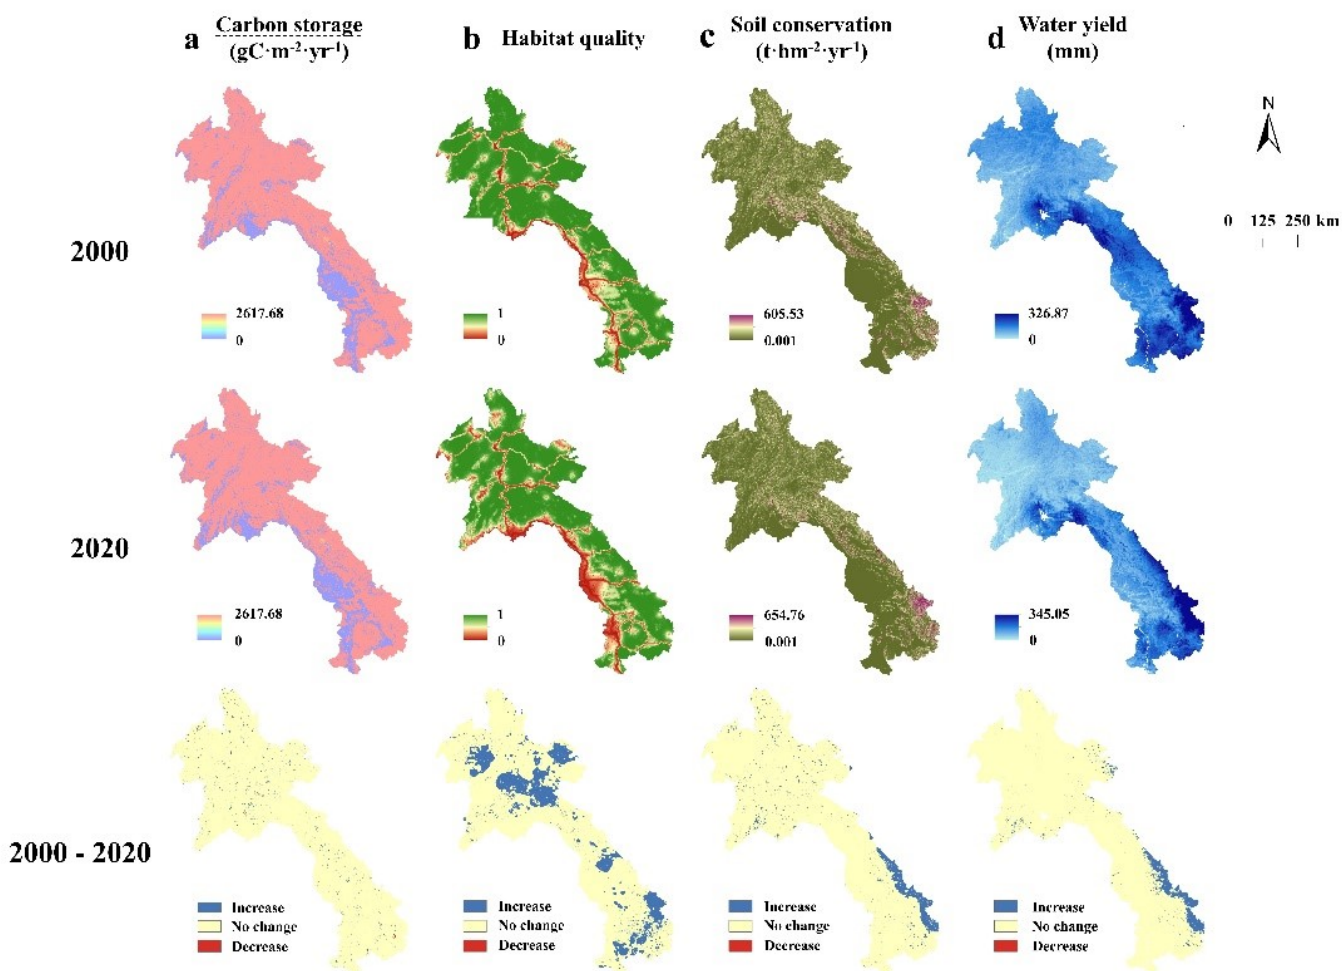 a Carbon storage (gC·m⁻²·yr⁻¹)
b Habitat quality
c Soil conservation (t·hm⁻²·yr⁻¹)
d Water yield (mm)
N
0 125 250 km
2000
2617.68
0
1
0
605.53
0.001
326.87
0
2020
2617.68
0
1
0
654.76
0.001
345.05
0
2000 - 2020
Increase
No change
Decrease
Increase
No change
Decrease
Increase
No change
Decrease
Increase
No change
Decrease